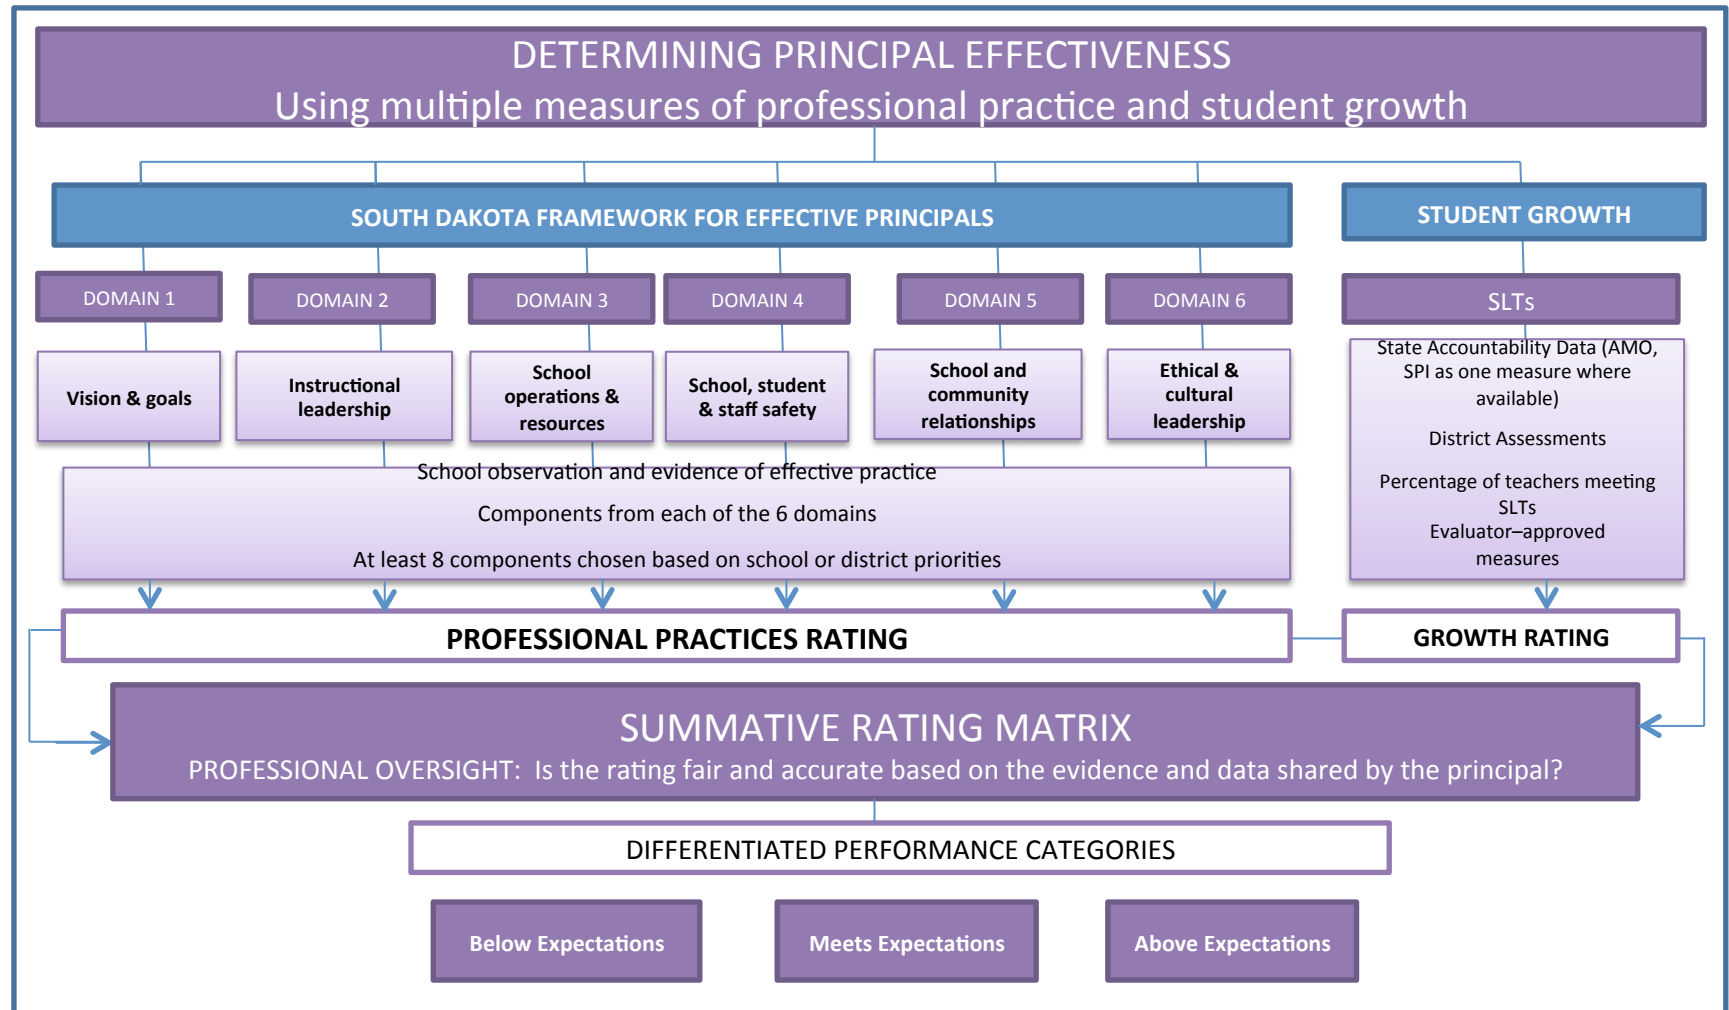 DETERMINING PRINCIPAL EFFECTIVENESS
Using multiple measures of professional practice and student growth
SOUTH DAKOTA FRAMEWORK FOR EFFECTIVE PRINCIPALS
STUDENT GROWTH
DOMAIN 1
DOMAIN 2
DOMAIN 3
DOMAIN 4
DOMAIN 5
DOMAIN 6
SLTs
Vision & goals
Instructional
leadership
School
operations &
resources
School, student
& staff safety
School and
community
relationships
Ethical &
cultural
leadership
State Accountability Data (AMO,
SPI as one measure where
available)
District Assessments
Percentage of teachers meeting
SLTs
Evaluator–approved
measures
School observation and evidence of effective practice
Components from each of the 6 domains
At least 8 components chosen based on school or district priorities
PROFESSIONAL PRACTICES RATING
GROWTH RATING
SUMMATIVE RATING MATRIX
PROFESSIONAL OVERSIGHT: Is the rating fair and accurate based on the evidence and data shared by the principal?
DIFFERENTIATED PERFORMANCE CATEGORIES
Below Expectations
Meets Expectations
Above Expectations